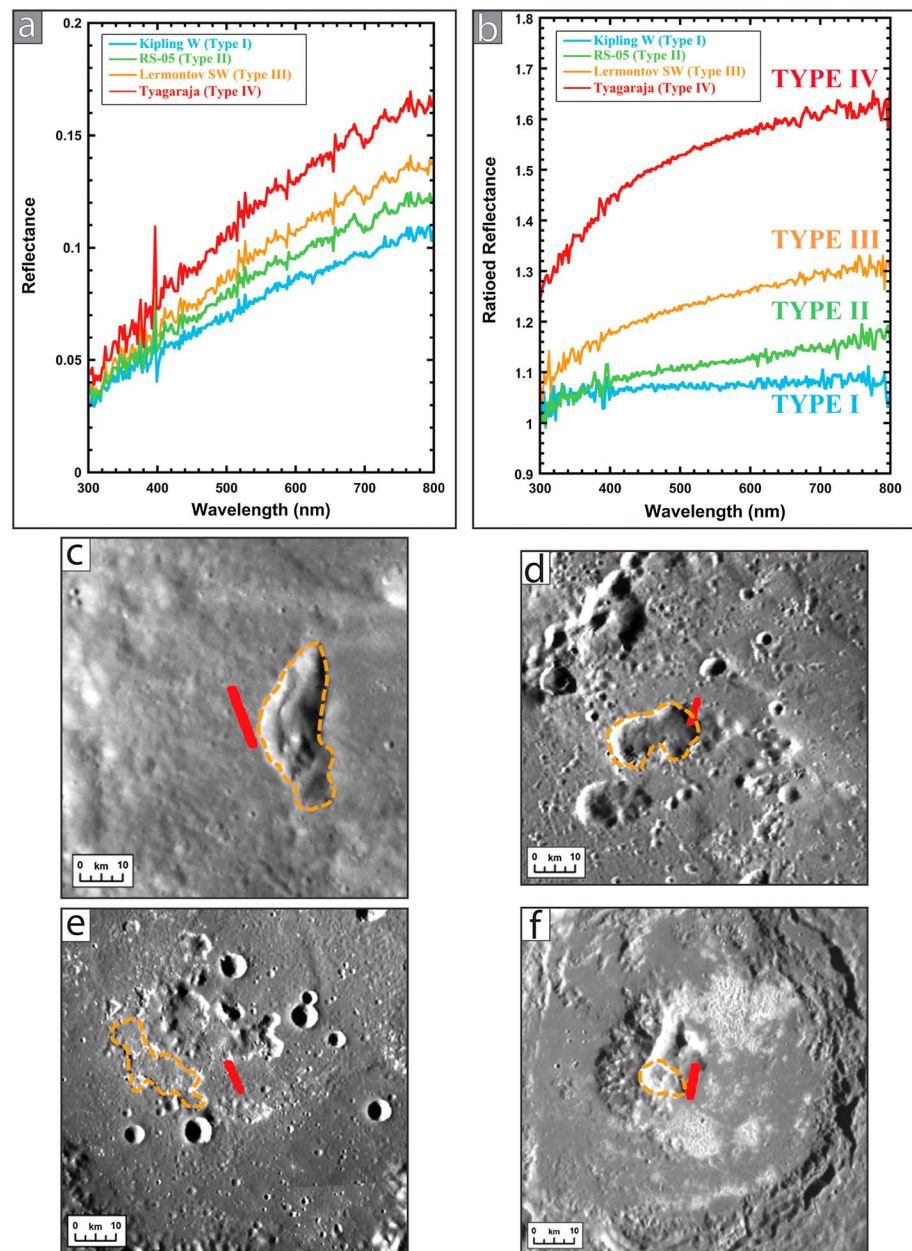 a
Kipling W (Type I)
RS-05 (Type II)
Lermontov SW (Type III)
Tyagaraja (Type IV)
0.2
0.15
0.1
0.05
0
Reflectance
300 400 500 600 700 800
Wavelength (nm)
b
Kipling W (Type I)
RS-05 (Type II)
Lermontov SW (Type III)
Tyagaraja (Type IV)
TYPE IV
TYPE III
TYPE II
TYPE I
1.8
1.7
1.6
1.5
1.4
1.3
1.2
1.1
1
0.9
Ratioed Reflectance
300 400 500 600 700 800
Wavelength (nm)
c
0 km 10
d
0 km 10
e
0 km 10
f
0 km 10